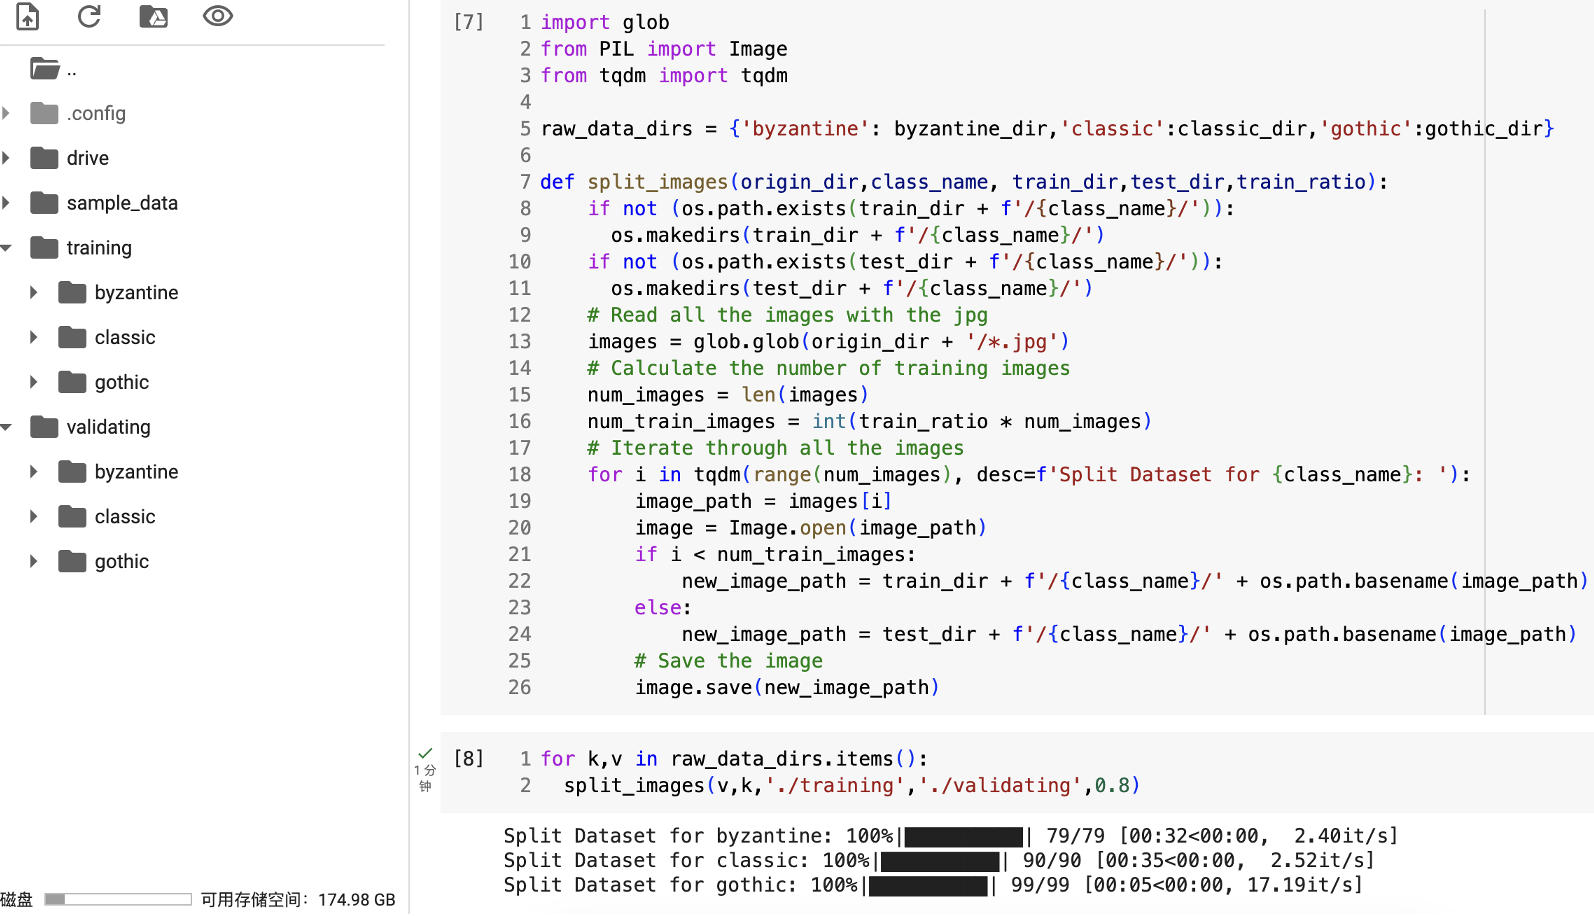 ..
.config
drive
sample_data
training
byzantine
classic
gothic
validating
byzantine
classic
gothic
磁盘 可用存储空间: 174.98 GB
[7]
1 import glob
2 from PIL import Image
3 from tqdm import tqdm
4
5 raw_data_dirs = {'byzantine': byzantine_dir,'classic':classic_dir,'gothic':gothic_dir}
6
7 def split_images(origin_dir,class_name, train_dir,test_dir,train_ratio):
8     if not (os.path.exists(train_dir + f'/{class_name}/')):
9       os.makedirs(train_dir + f'/{class_name}/')
10     if not (os.path.exists(test_dir + f'/{class_name}/')):
11       os.makedirs(test_dir + f'/{class_name}/')
12     # Read all the images with the jpg
13     images = glob.glob(origin_dir + '/*.jpg')
14     # Calculate the number of training images
15     num_images = len(images)
16     num_train_images = int(train_ratio * num_images)
17     # Iterate through all the images
18     for i in tqdm(range(num_images), desc=f'Split Dataset for {class_name}: '):
19         image_path = images[i]
20         image = Image.open(image_path)
21         if i < num_train_images:
22             new_image_path = train_dir + f'/{class_name}/' + os.path.basename(image_path)
23         else:
24             new_image_path = test_dir + f'/{class_name}/' + os.path.basename(image_path)
25         # Save the image
26         image.save(new_image_path)
1 分
钟
[8]
1 for k,v in raw_data_dirs.items():
2   split_images(v,k,'./training','./validating',0.8)
Split Dataset for byzantine: 100%|██████████| 79/79 [00:32<00:00,  2.40it/s]
Split Dataset for classic: 100%|██████████| 90/90 [00:35<00:00,  2.52it/s]
Split Dataset for gothic: 100%|██████████| 99/99 [00:05<00:00, 17.19it/s]